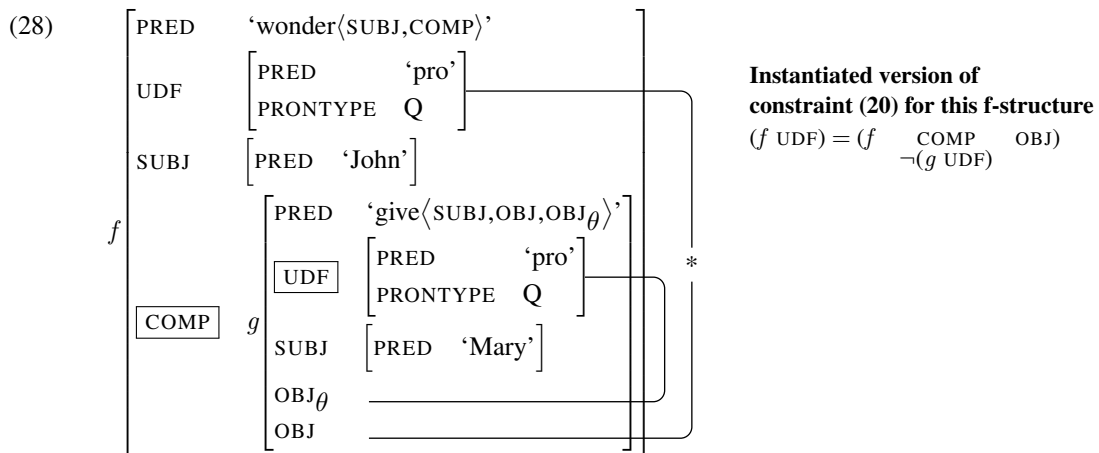 (28)
PRED ‘wonder⟨SUBJ,COMP⟩’
UDF
PRED ‘pro’
PRONTYPE Q
SUBJ PRED ‘John’
f
COMP g
PRED ‘give⟨SUBJ,OBJ,OBJθ⟩’
UDF
PRED ‘pro’
PRONTYPE Q
SUBJ PRED ‘Mary’
OBJθ
OBJ
*
Instantiated version of
constraint (20) for this f-structure
(f UDF) = (f COMP OBJ)
¬(g UDF)